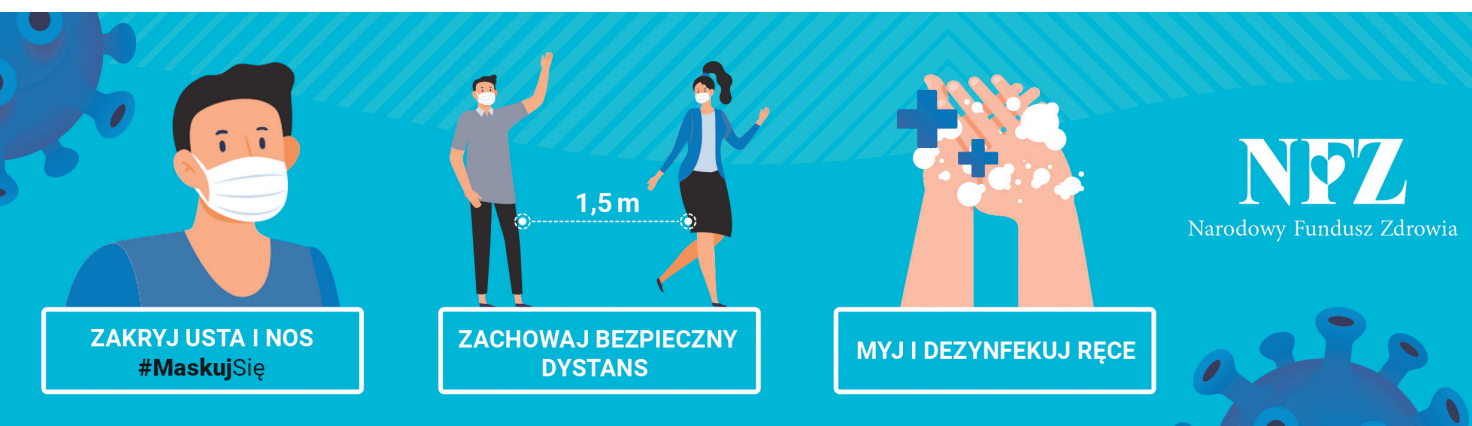 ZAKRYJ USTA I NOS
#MaskujSię
1,5 m
ZACHOWAJ BEZPIECZNY
DYSTANS
MYJ I DEZYNFEKUJ RĘCE
NFZ
Narodowy Fundusz Zdrowia